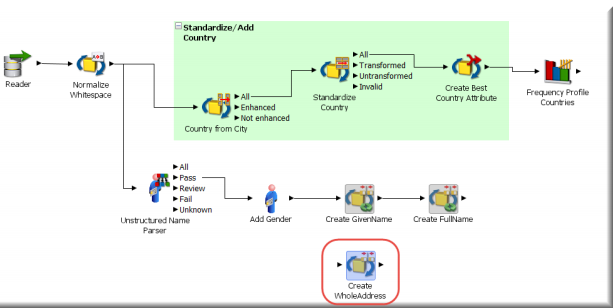 Standardize/Add
Country
Reader
Normalize
Whitespace
Country from City
All
Enhanced
Not enhanced
Standardize
Country
All
Transformed
Untransformed
Invalid
Create Best
Country Attribute
Frequency Profile
Countries
Unstructured Name
Parser
All
Pass
Review
Fail
Unknown
Add Gender
Create GivenName
Create FullName
Create
WholeAddress